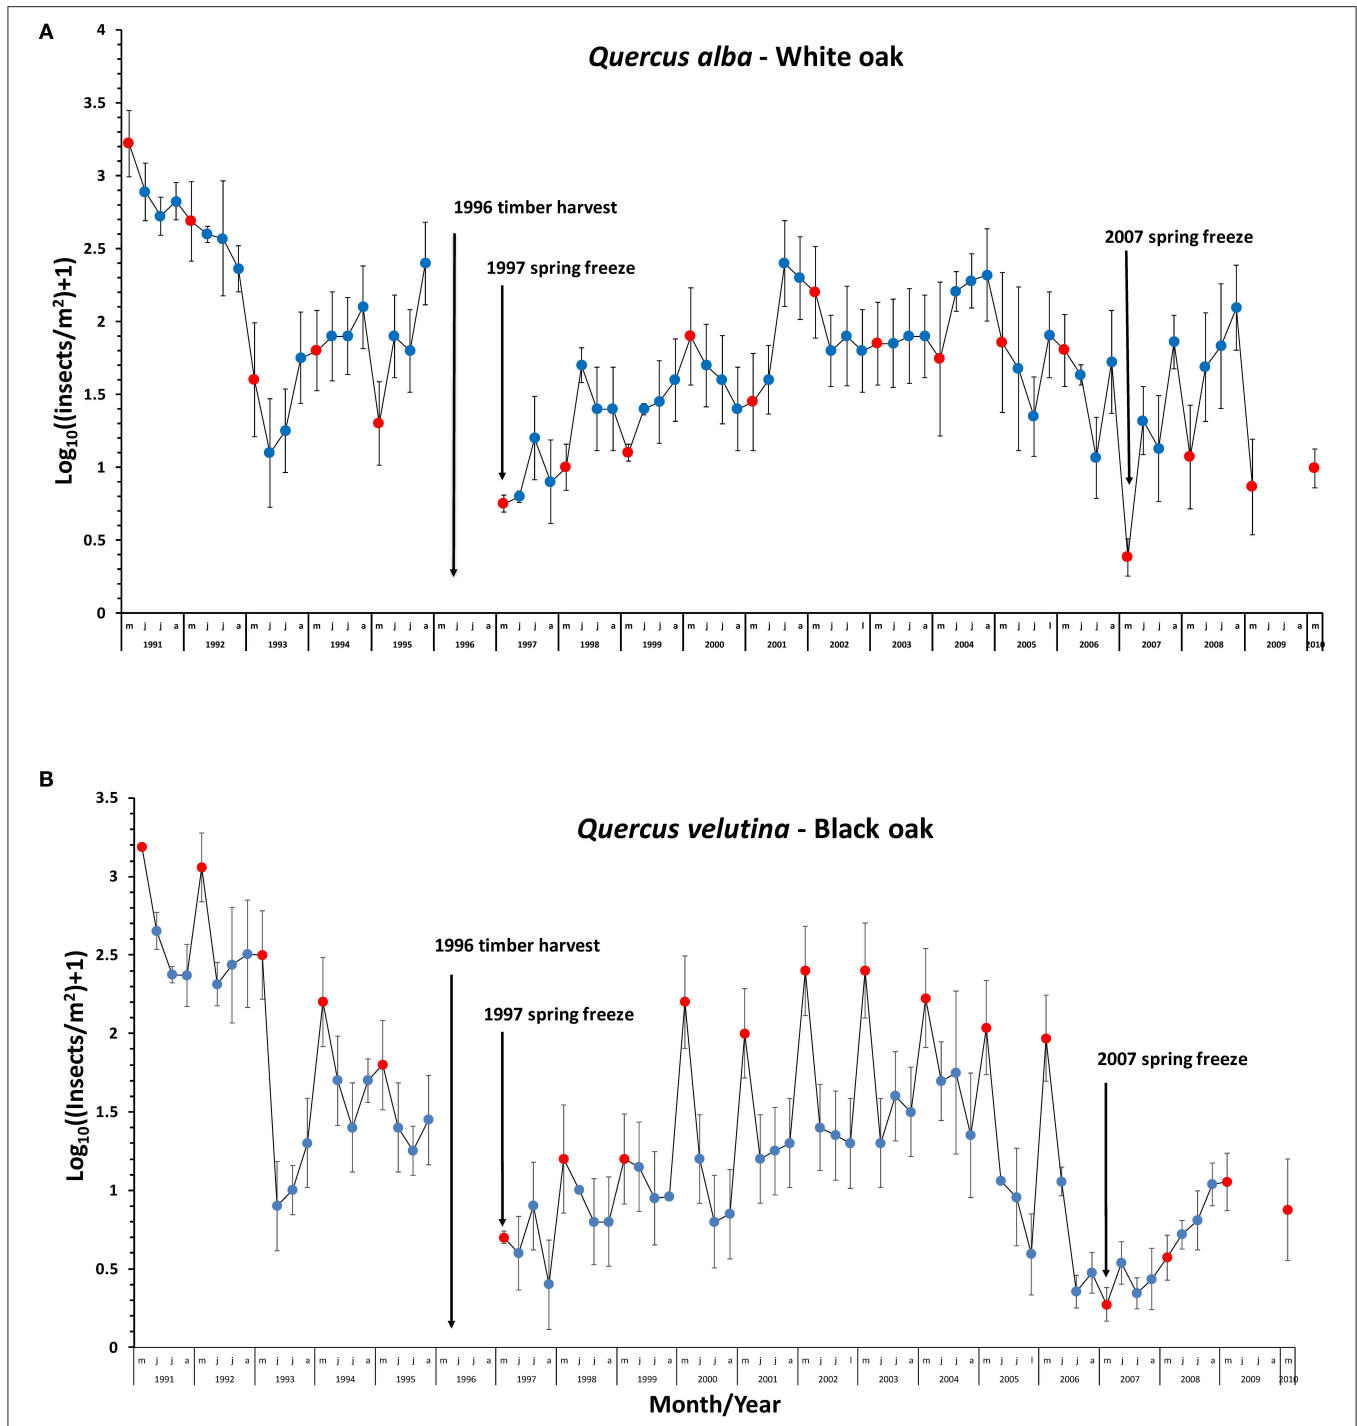 A
Quercus alba - White oak
4
3.5
3
2.5
2
1.5
1
0.5
0
Log10((insects/m2)+1)
1996 timber harvest
1997 spring freeze
2007 spring freeze
m j j a m j j a m j j a m j j a m j j a m j j a m j j a m j j a m j j a m j j a m j j a m j j l m j j a m j j a m j j l m j j a m j j a m j j a m j j a m
1991 1992 1993 1994 1995 1996 1997 1998 1999 2000 2001 2002 2003 2004 2005 2006 2007 2008 2009 2010
B
Quercus velutina - Black oak
3.5
3
2.5
2
1.5
1
0.5
0
Log10((Insects/m2)+1)
1996 timber harvest
1997 spring freeze
2007 spring freeze
m j j a m j j a m j j a m j j a m j j a m j j a m j j a m j j a m j j a m j j a m j j a m j j l m j j a m j j a m j j l m j j a m j j a m j j a m j j a m
1991 1992 1993 1994 1995 1996 1997 1998 1999 2000 2001 2002 2003 2004 2005 2006 2007 2008 2009 2010
Month/Year